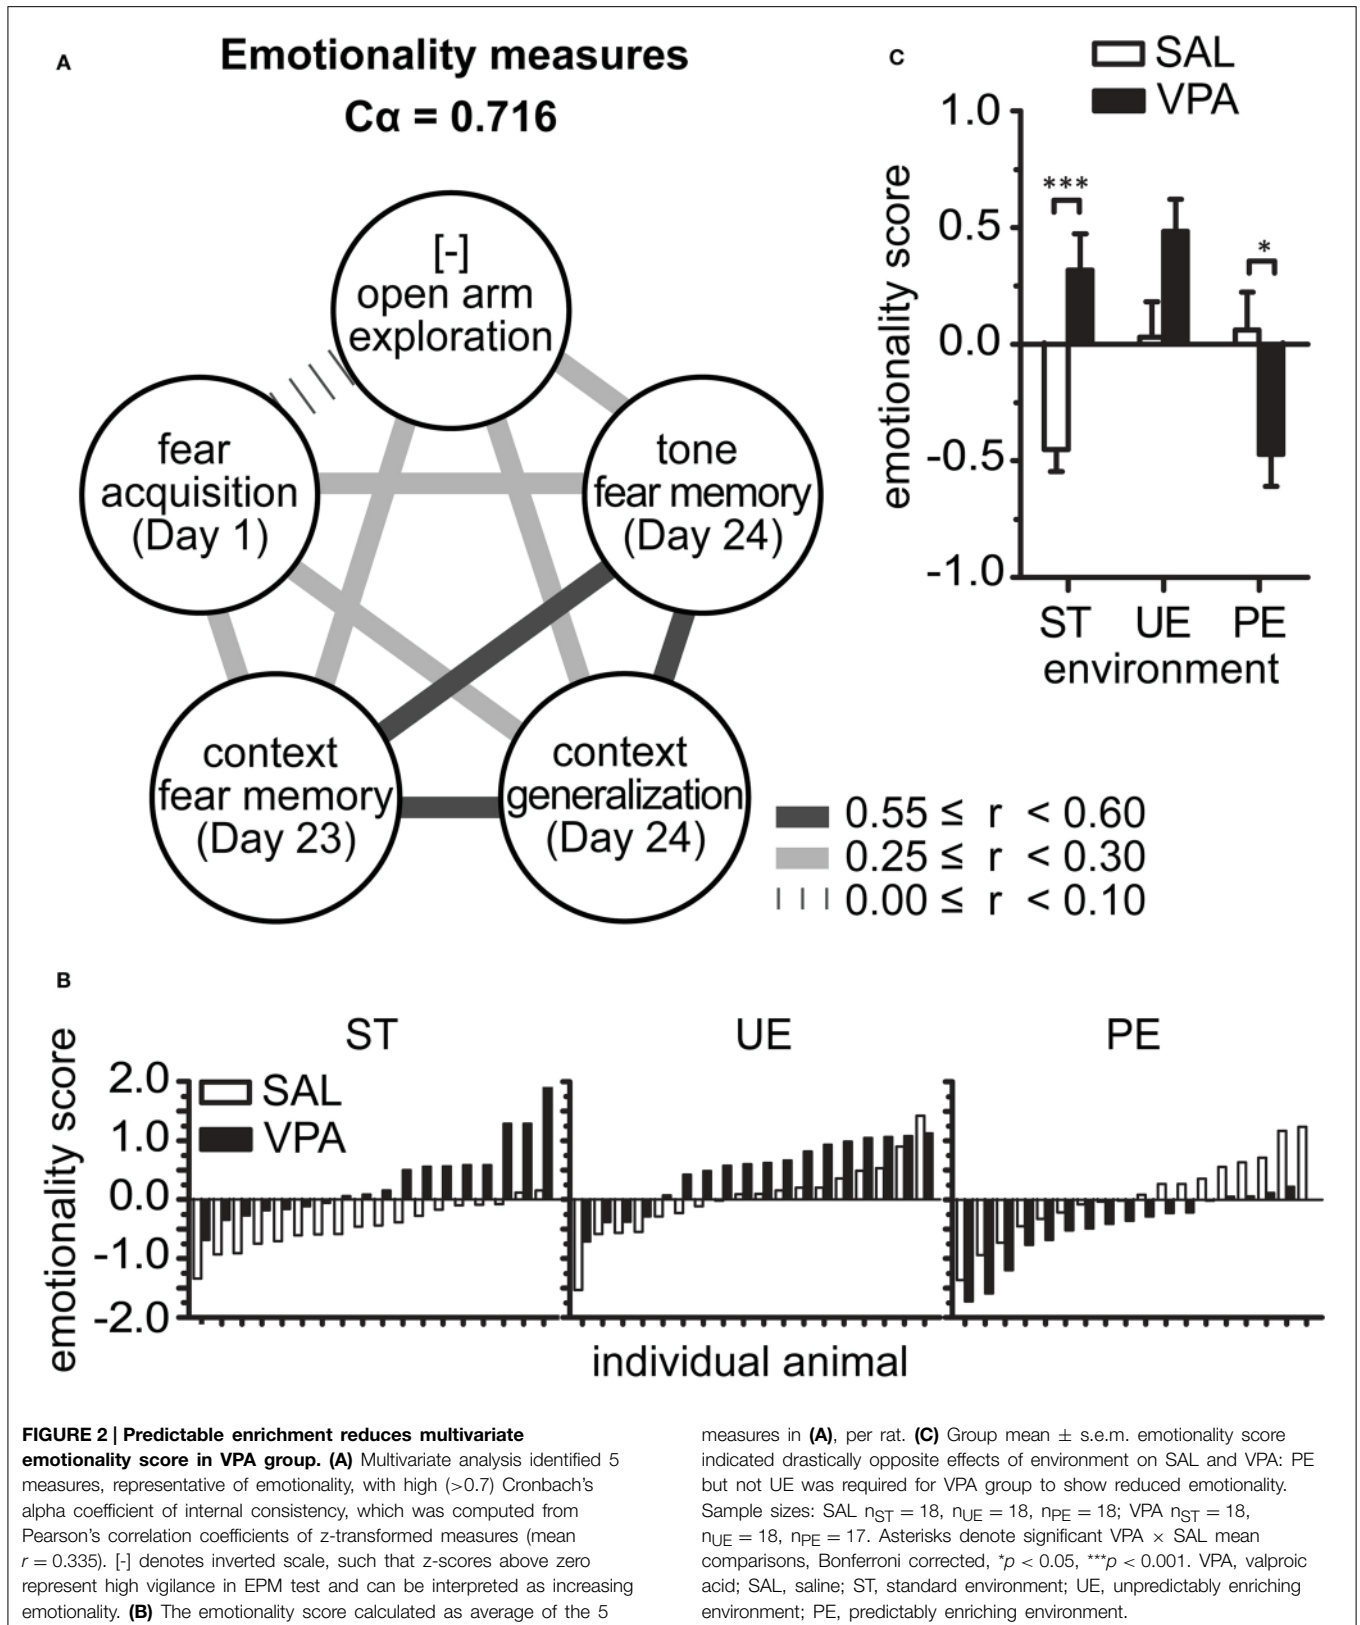 A
Emotionality measures
Cα = 0.716
[-]
open arm
exploration
fear
acquisition
(Day 1)
tone
fear memory
(Day 24)
context
fear memory
(Day 23)
context
generalization
(Day 24)
0.55 ≤ r < 0.60
0.25 ≤ r < 0.30
0.00 ≤ r < 0.10
C
SAL
VPA
emotionality score
1.0
0.5
0.0
-0.5
-1.0
***
*
ST UE PE
environment
B
ST
UE
PE
SAL
VPA
emotionality score
2.0
1.0
0.0
-1.0
-2.0
individual animal
FIGURE 2 | Predictable enrichment reduces multivariate
emotionality score in VPA group. (A) Multivariate analysis identified 5
measures, representative of emotionality, with high (>0.7) Cronbach's
alpha coefficient of internal consistency, which was computed from
Pearson's correlation coefficients of z-transformed measures (mean
r = 0.335). [-] denotes inverted scale, such that z-scores above zero
represent high vigilance in EPM test and can be interpreted as increasing
emotionality. (B) The emotionality score calculated as average of the 5
measures in (A), per rat. (C) Group mean ± s.e.m. emotionality score
indicated drastically opposite effects of environment on SAL and VPA: PE
but not UE was required for VPA group to show reduced emotionality.
Sample sizes: SAL nST = 18, nUE = 18, nPE = 18; VPA nST = 18,
nUE = 18, nPE = 17. Asterisks denote significant VPA × SAL mean
comparisons, Bonferroni corrected, *p < 0.05, ***p < 0.001. VPA, valproic
acid; SAL, saline; ST, standard environment; UE, unpredictably enriching
environment; PE, predictably enriching environment.